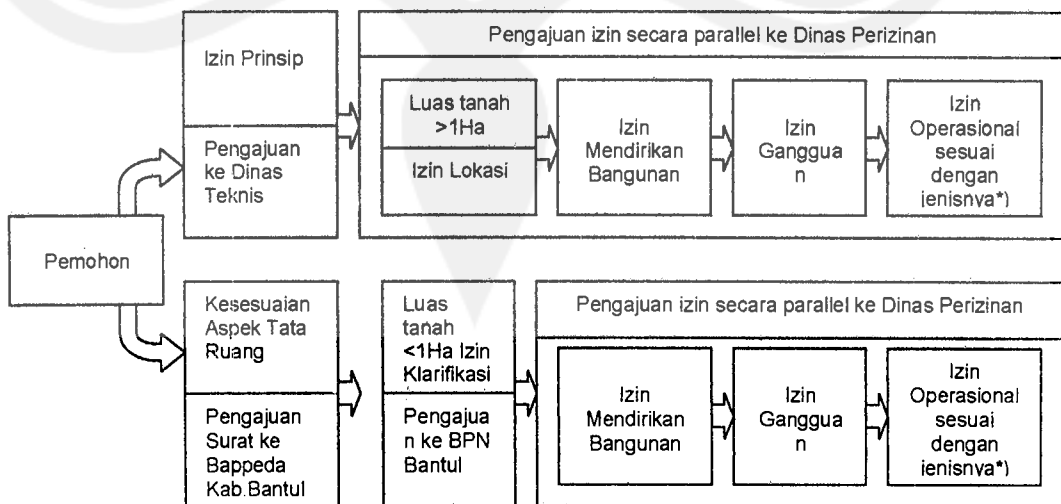 Pemohon
Izin Prinsip
Pengajuan
ke Dinas
Teknis
Pengajuan izin secara parallel ke Dinas Perizinan
Luas tanah
>1Ha
Izin Lokasi
Izin
Mendirikan
Bangunan
Izin
Ganggua
n
Izin
Operasional
sesuai
dengan
jenisnya*)
Kesesuaian
Aspek Tata
Ruang
Pengajuan
Surat ke
Bappeda
Kab.Bantul
Luas
tanah
<1Ha Izin
Klarifikasi
Pengajua
n ke BPN
Bantul
Pengajuan izin secara parallel ke Dinas Perizinan
Izin
Mendirikan
Bangunan
Izin
Ganggua
n
Izin
Operasional
sesuai
dengan
jenisnya*)